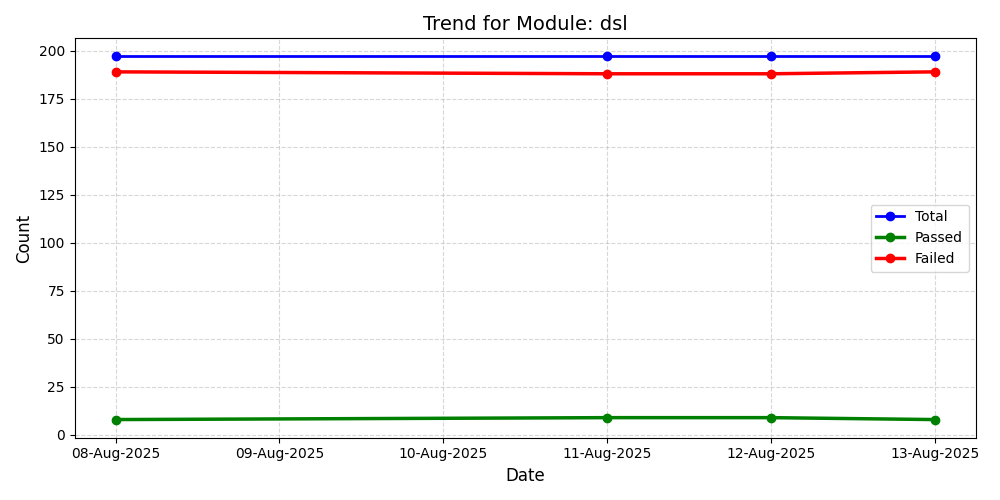 Trend for Module: dsl
200
175
150
125
100
75
50
25
0
Count
Total
Passed
Failed
08-Aug-2025 09-Aug-2025 10-Aug-2025 11-Aug-2025 12-Aug-2025 13-Aug-2025
Date